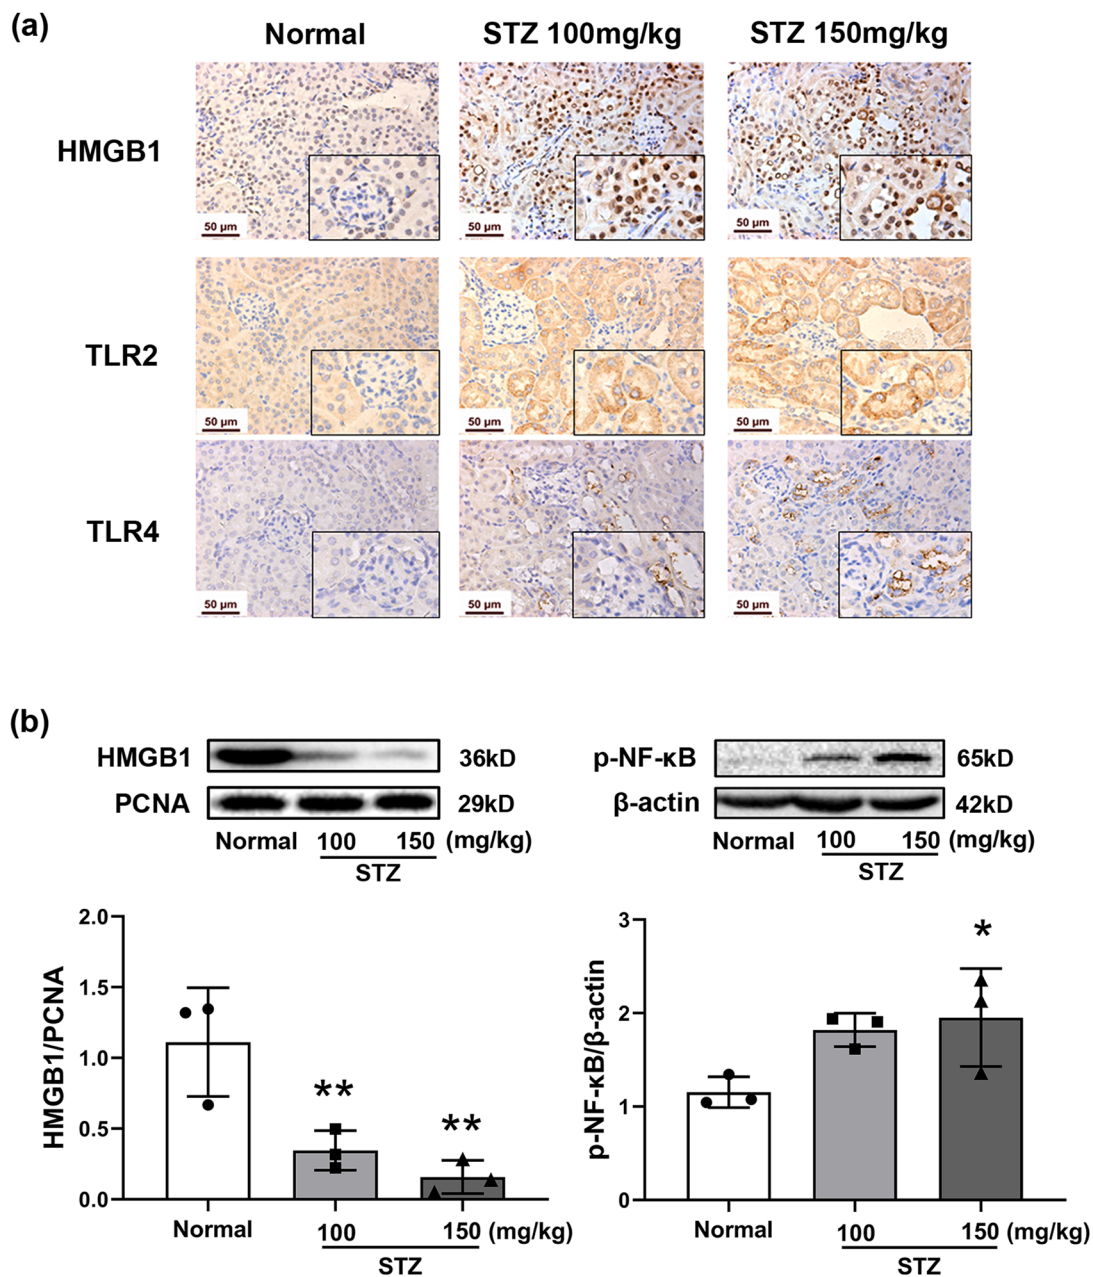 (a)
Normal STZ 100mg/kg STZ 150mg/kg
HMGB1
50 µm 50 µm 50 µm
TLR2
50 µm 50 µm 50 µm
TLR4
50 µm 50 µm 50 µm
(b)
HMGB1 36kD
PCNA 29kD
Normal 100 150 (mg/kg)
STZ
p-NF-κB 65kD
β-actin 42kD
Normal 100 150 (mg/kg)
STZ
HMGB1/PCNA
2.0
1.5
1.0
0.5
0.0
**
**
Normal 100 150 (mg/kg)
STZ
p-NF-κB/β-actin
3
2
1
0
*
Normal 100 150 (mg/kg)
STZ